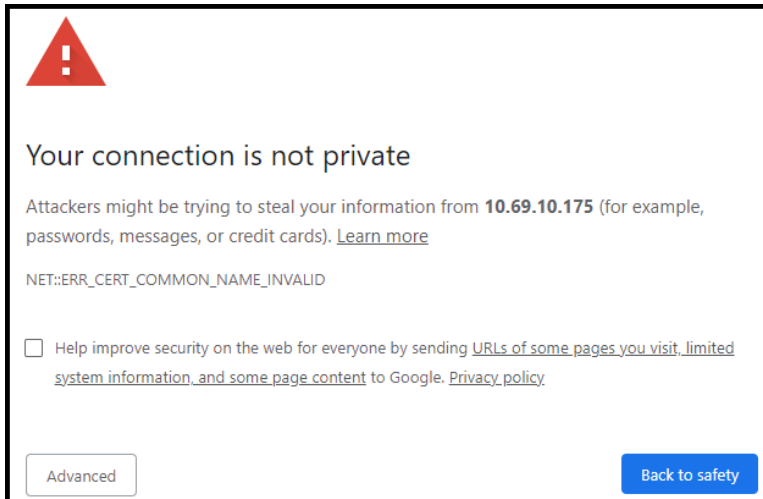 Your connection is not private
Attackers might be trying to steal your information from 10.69.10.175 (for example,
passwords, messages, or credit cards). Learn more
NET::ERR_CERT_COMMON_NAME_INVALID
Help improve security on the web for everyone by sending URLs of some pages you visit, limited
system information, and some page content to Google. Privacy policy
Advanced
Back to safety